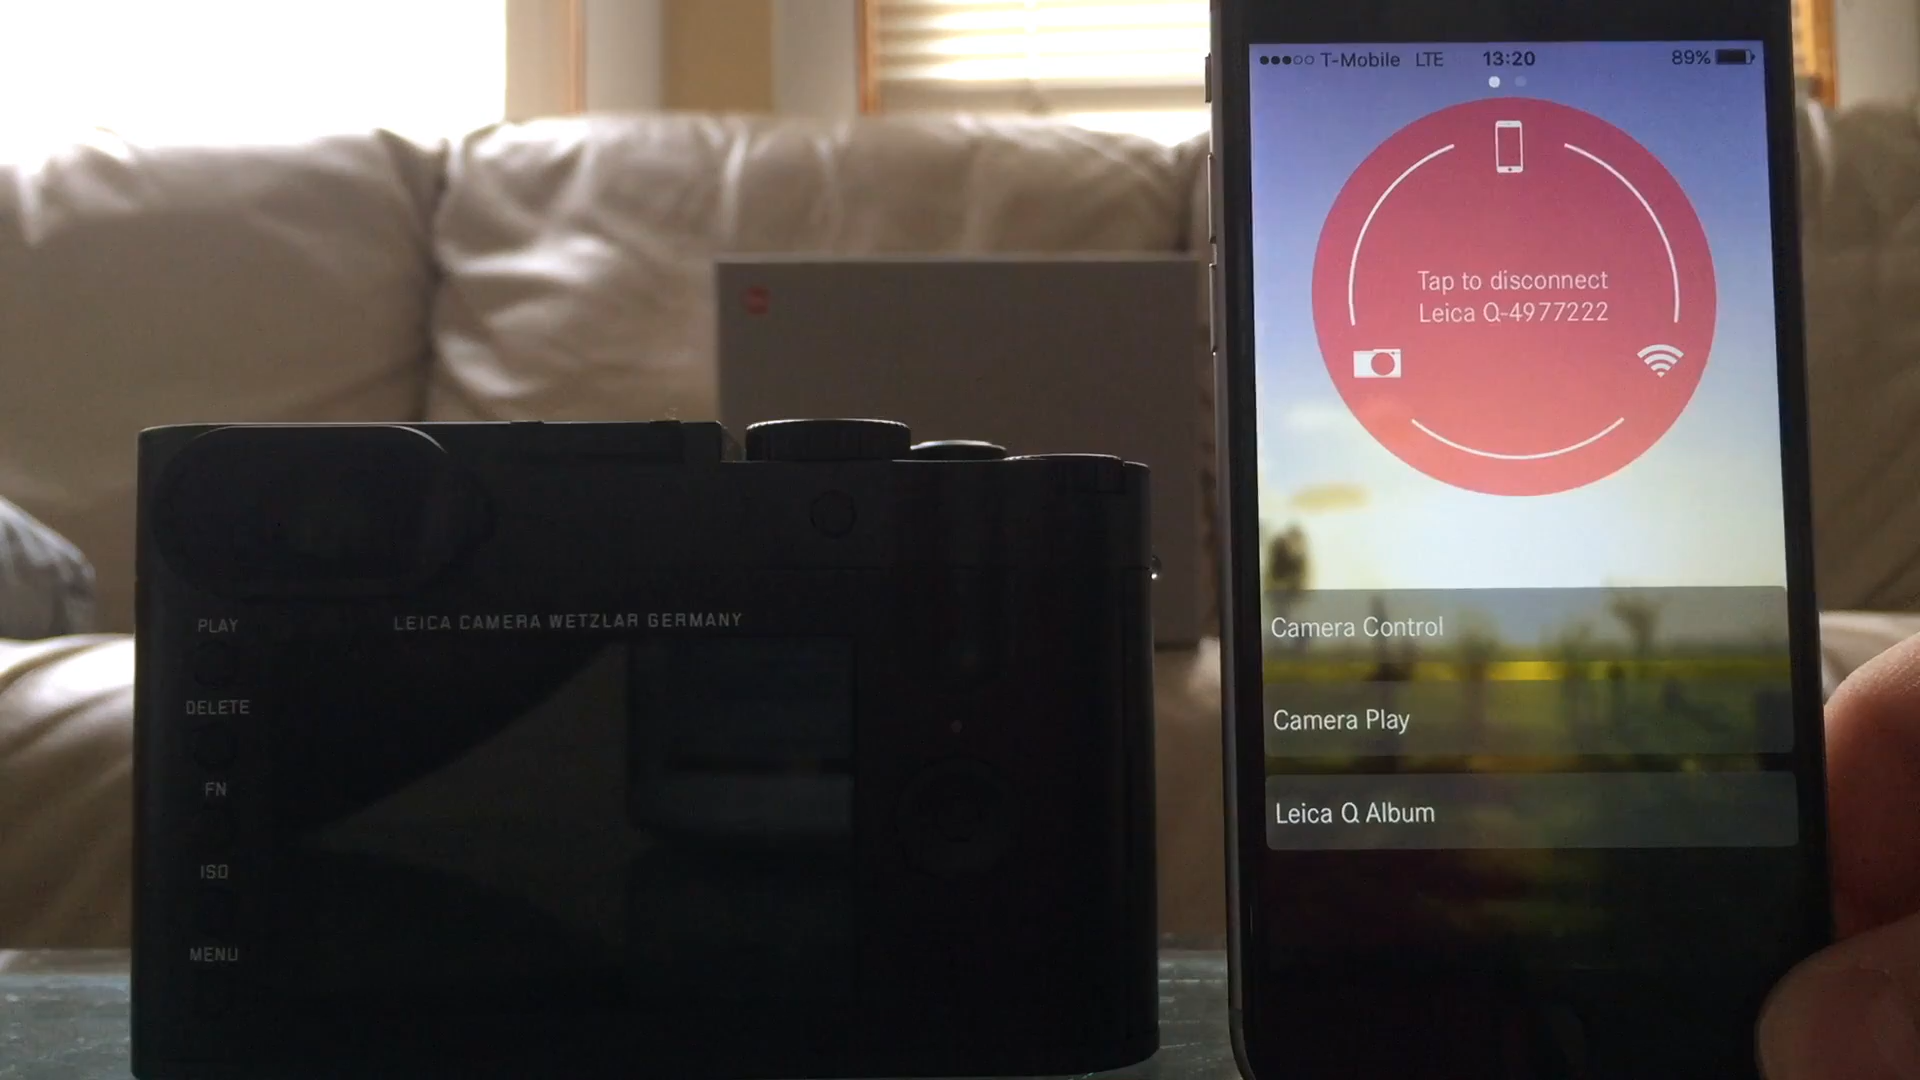 PLAY
LEICA CAMERA WETZLAR GERMANY
DELETE
FN
ISO
MENU
T-Mobile LTE 13:20 89%
Tap to disconnect
Leica Q-4977222
Camera Control
Camera Play
Leica Q Album